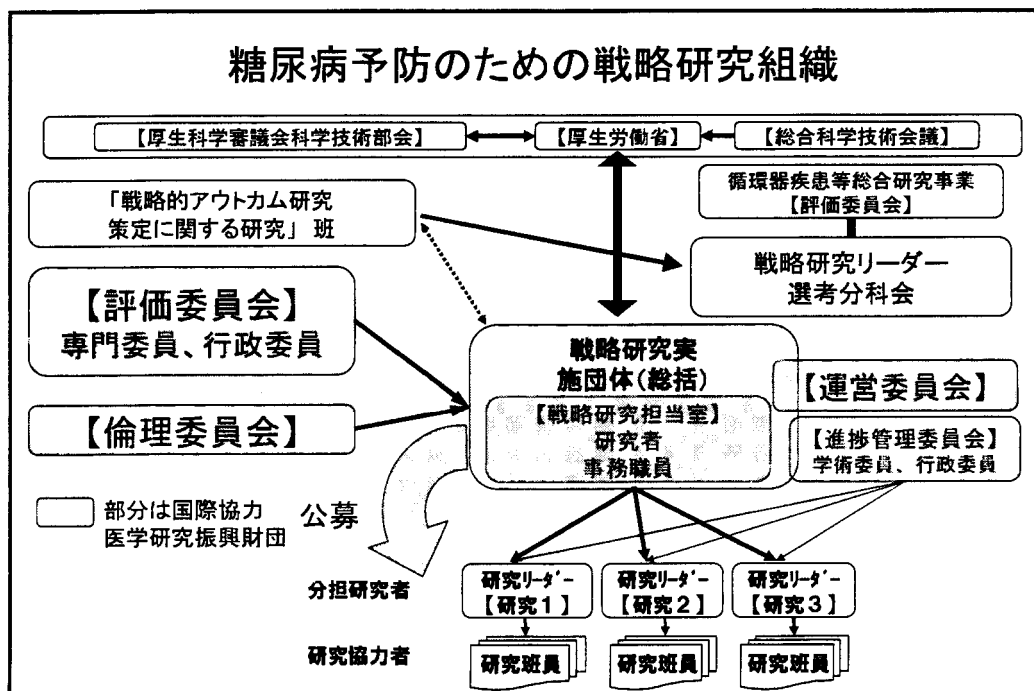 糖尿病予防のための戦略研究組織
【厚生科学審議会科学技術部会】
【厚生労働省】
【総合科学技術会議】
「戦略的アウトカム研究
策定に関する研究」 班
循環器疾患等総合研究事業
【評価委員会】
戦略研究リーダー
選考分科会
【評価委員会】
専門委員、行政委員
【倫理委員会】
戦略研究実
施団体(総括)
【戦略研究担当室】
研究者
事務職員
【運営委員会】
【進捗管理委員会】
学術委員、行政委員
部分は国際協力
医学研究振興財団
公募
分担研究者
研究リーダー
【研究1】
研究リーダー
【研究2】
研究リーダー
【研究3】
研究協力者
研究班員
研究班員
研究班員